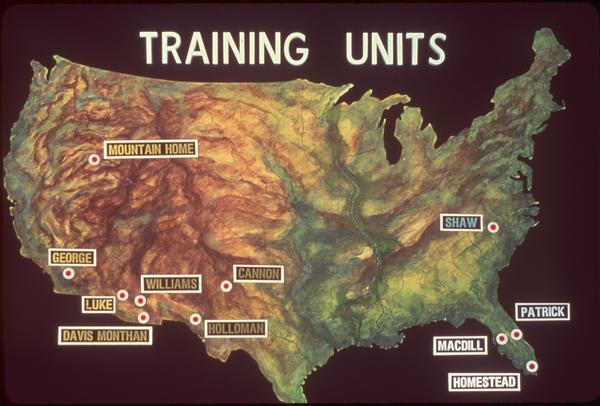 TRAINING UNITS
MOUNTAIN HOME
SHAW
GEORGE
WILLIAMS
CANNON
LUKE
HOLLOMAN
DAVIS MONTHAN
PATRICK
MACDILL
HOMESTEAD